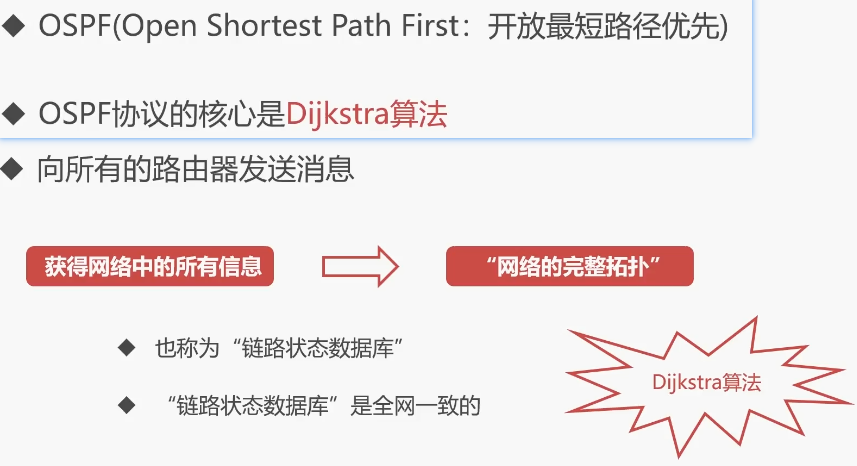 ◆ OSPF(Open Shortest Path First：开放最短路径优先)
◆ OSPF协议的核心是Dijkstra算法
◆ 向所有的路由器发送消息
获得网络中的所有信息
“网络的完整拓扑”
◆ 也称为“链路状态数据库”
◆ “链路状态数据库”是全网一致的
Dijkstra算法